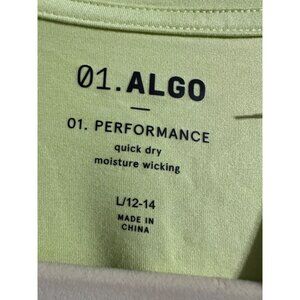 01.ALGO
01. PERFORMANCE
quick dry
moisture wicking
L/12-14
MADE IN
CHINA